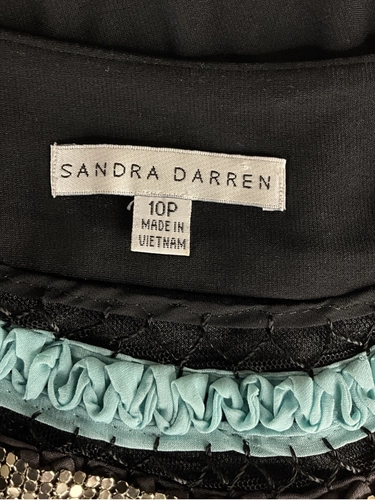 SANDRA DARREN
10P
MADE IN
VIETNAM